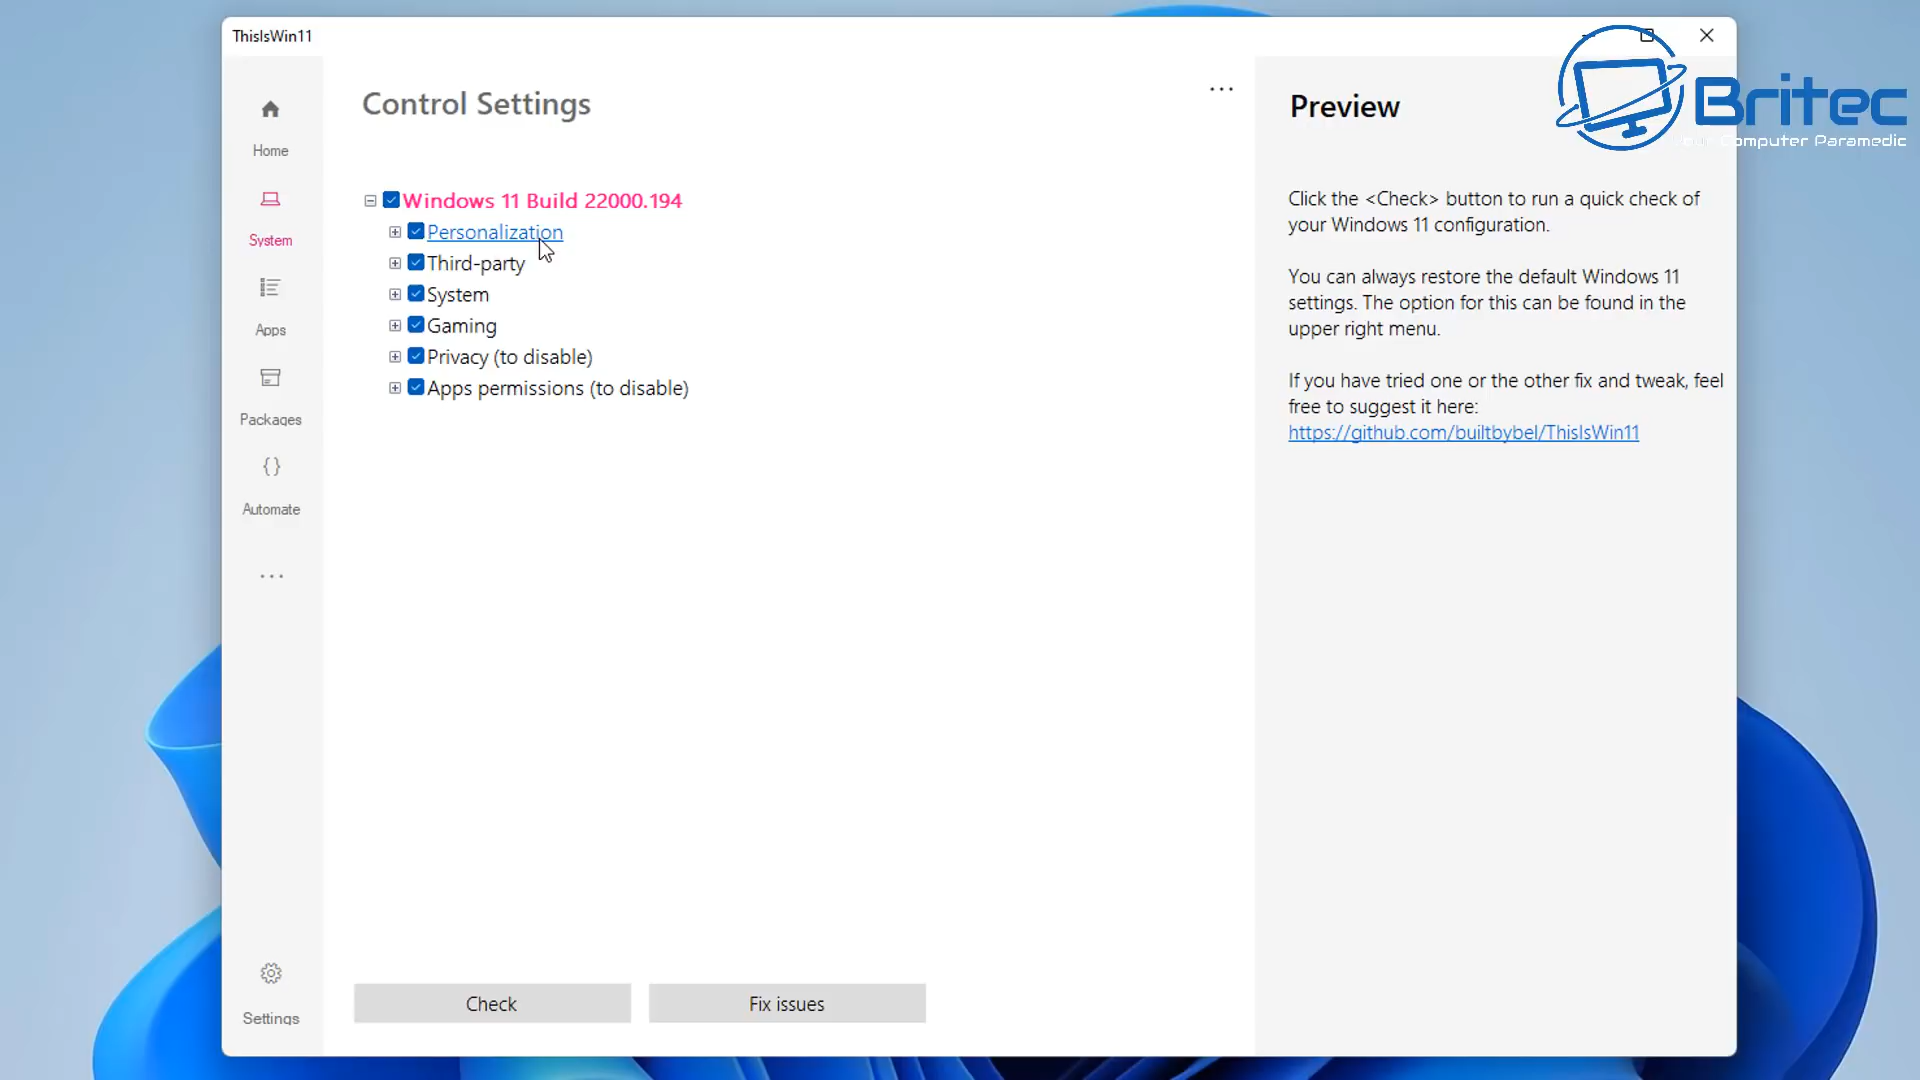 ThisIsWin11
Home
System
Apps
Packages
Automate
Settings
Control Settings
Windows 11 Build 22000.194
Personalization
Third-party
System
Gaming
Privacy (to disable)
Apps permissions (to disable)
Check
Fix issues
Preview
Click the <Check> button to run a quick check of
your Windows 11 configuration.
You can always restore the default Windows 11
settings. The option for this can be found in the
upper right menu.
If you have tried one or the other fix and tweak, feel
free to suggest it here:
https://github.com/builtbybel/ThisIsWin11
Britec
Computer Paramedic